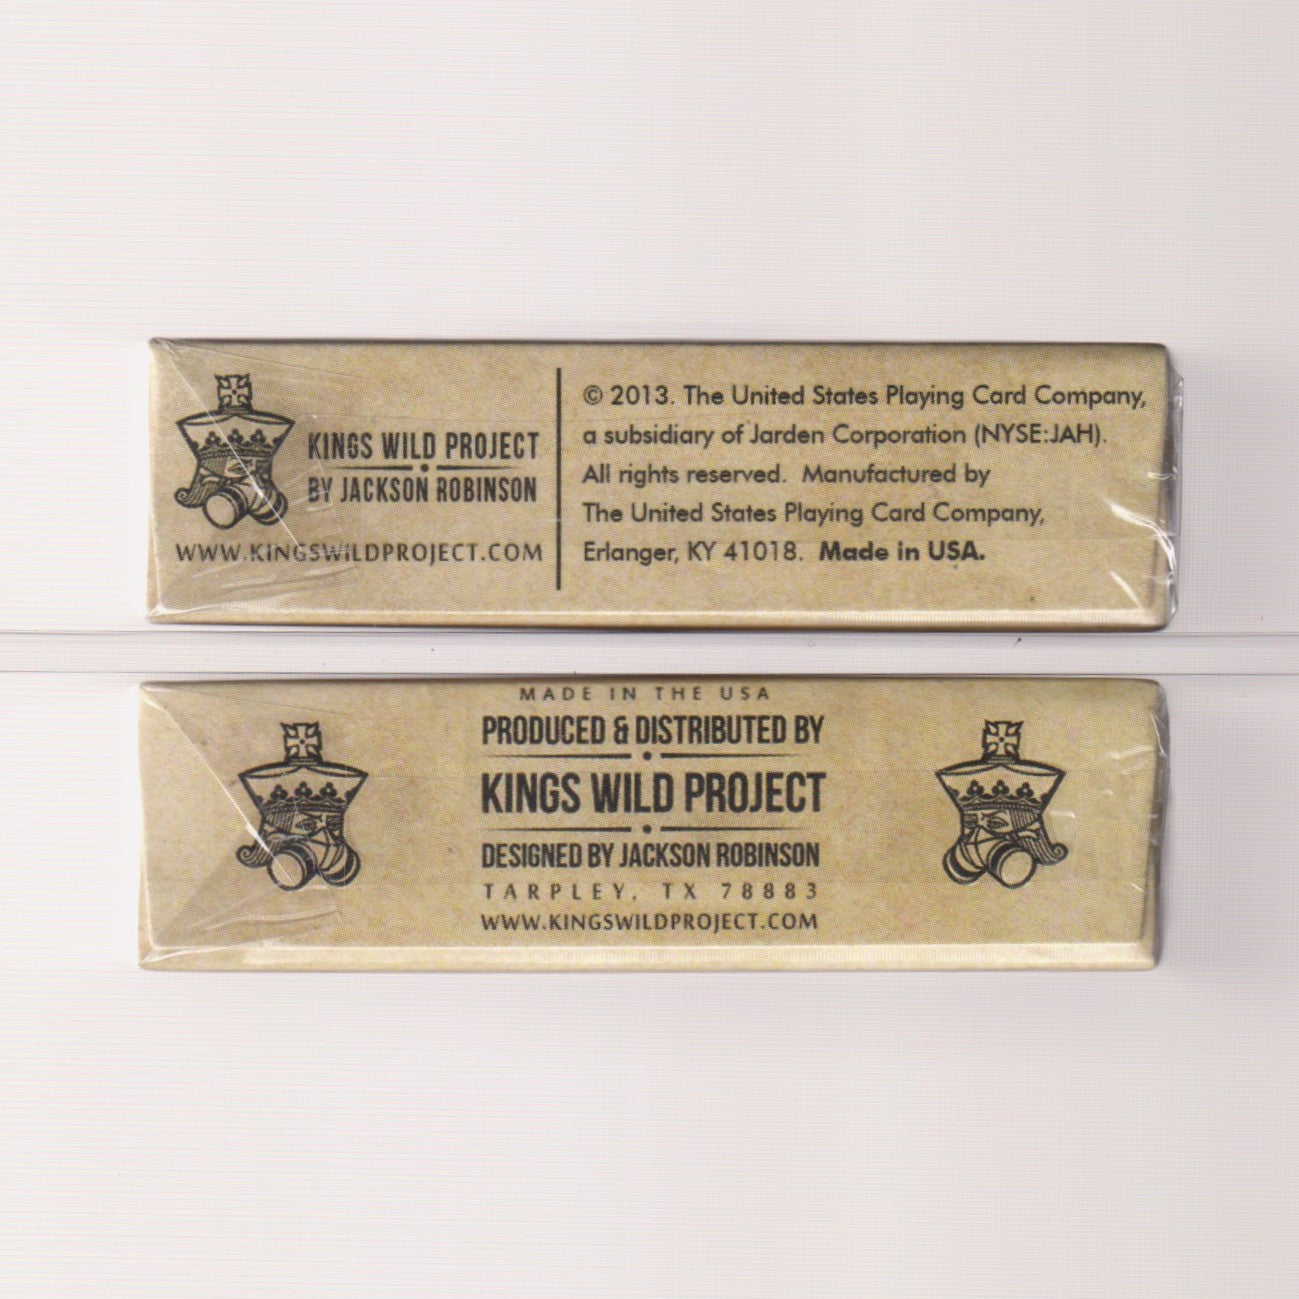 KINGS WILD PROJECT
BY JACKSON ROBINSON
WWW.KINGSWILDPROJECT.COM
© 2013. The United States Playing Card Company,
a subsidiary of Jarden Corporation (NYSE:JAH).
All rights reserved. Manufactured by
The United States Playing Card Company,
Erlanger, KY 41018. Made in USA.
MADE IN THE USA
PRODUCED & DISTRIBUTED BY
KINGS WILD PROJECT
DESIGNED BY JACKSON ROBINSON
TARPLEY, TX 78883
WWW.KINGSWILDPROJECT.COM